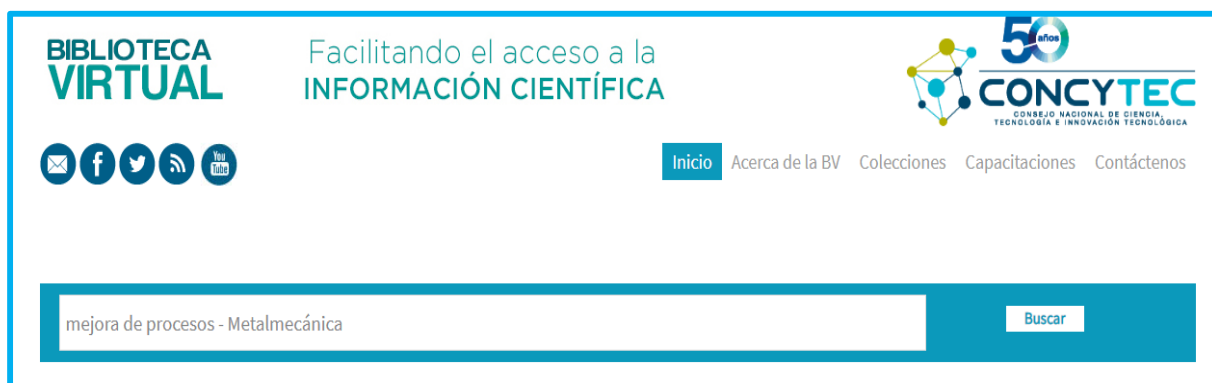 BIBLIOTECA
VIRTUAL
Facilitando el acceso a la
INFORMACIÓN CIENTÍFICA
50 años
CONCYTEC
CONSEJO NACIONAL DE CIENCIA,
TECNOLOGÍA E INNOVACIÓN TECNOLÓGICA
You
Tube
Inicio Acerca de la BV Colecciones Capacitaciones Contáctenos
mejora de procesos - Metalmecánica
Buscar